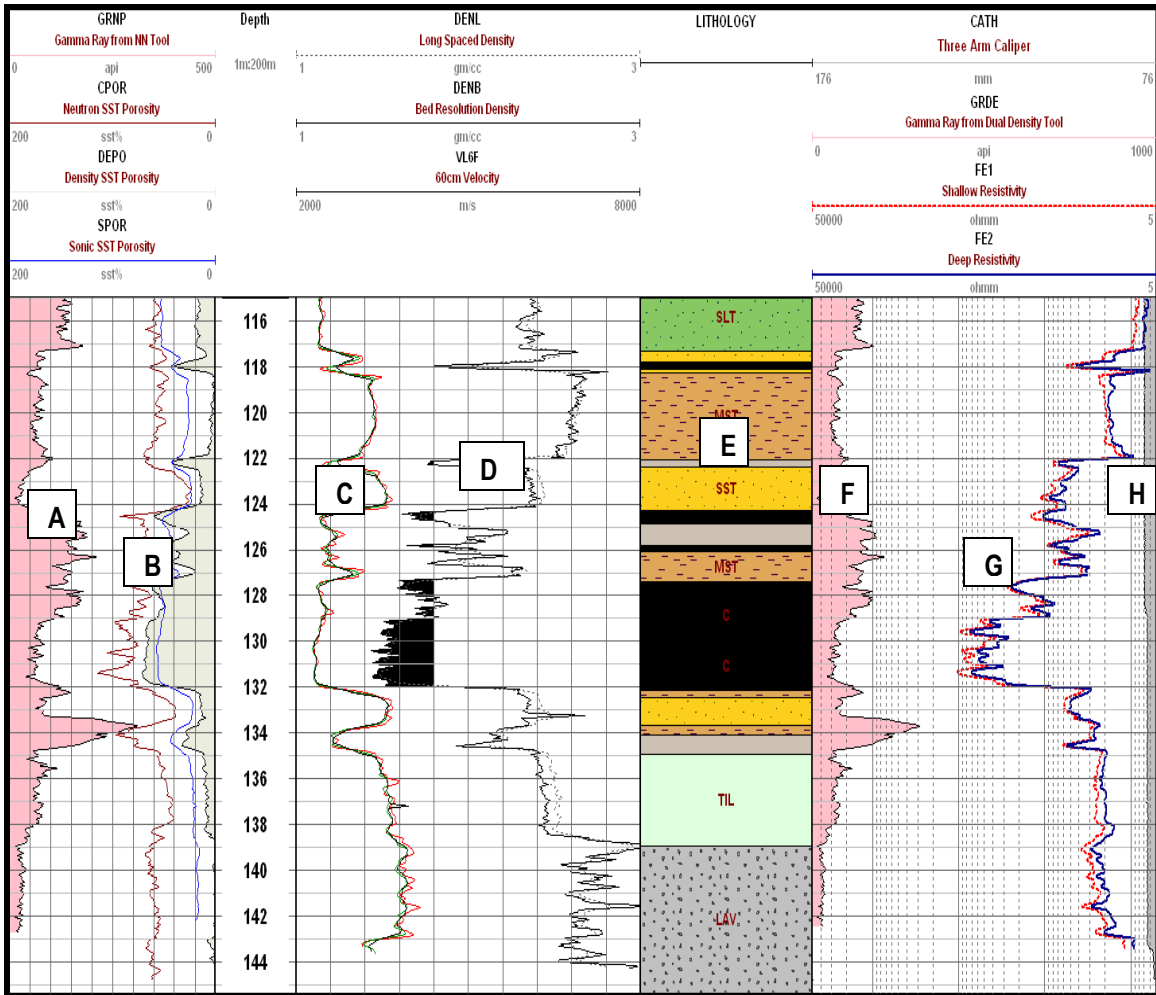 GRNP
Gamma Ray from NN Tool
0 api 500
CPOR
Neutron SST Porosity
200 sst% 0
DEPO
Density SST Porosity
200 sst% 0
SPOR
Sonic SST Porosity
200 sst% 0
Depth
1m:200m
DENL
Long Spaced Density
1 gm/cc 3
DENB
Bed Resolution Density
1 gm/cc 3
VL6F
60cm Velocity
2000 m/s 8000
LITHOLOGY
CATH
Three Arm Caliper
176 mm 76
GRDE
Gamma Ray from Dual Density Tool
0 api 1000
FE1
Shallow Resistivity
50000 ohmm 5
FE2
Deep Resistivity
50000 ohmm 5
116
118
120
122
124
126
128
130
132
134
136
138
140
142
144
A
B
C
D
SLT
MST
E
SST
MST
C
C
TIL
LAV
F
G
H